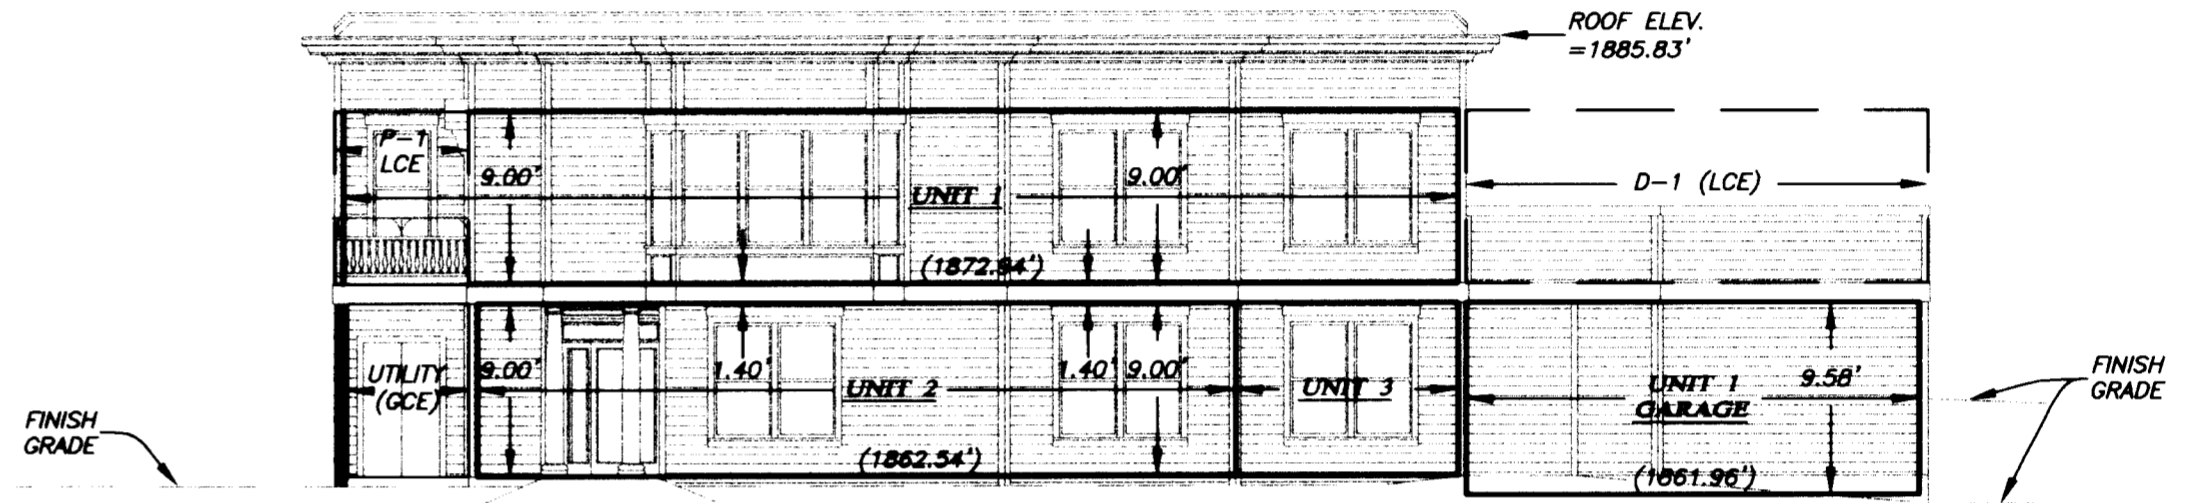 ROOF ELEV.
=1885.83'
P-1
LCE
9.00'
UNIT 1
9.00'
D-1 (LCE)
(1872.94')
UTILITY
(GCE)
9.00'
1.40'
UNIT 2
1.40'
9.00'
UNIT 3
UNIT 1
GARAGE
9.58'
FINISH
GRADE
FINISH
GRADE
(1862.54')
(1861.96')